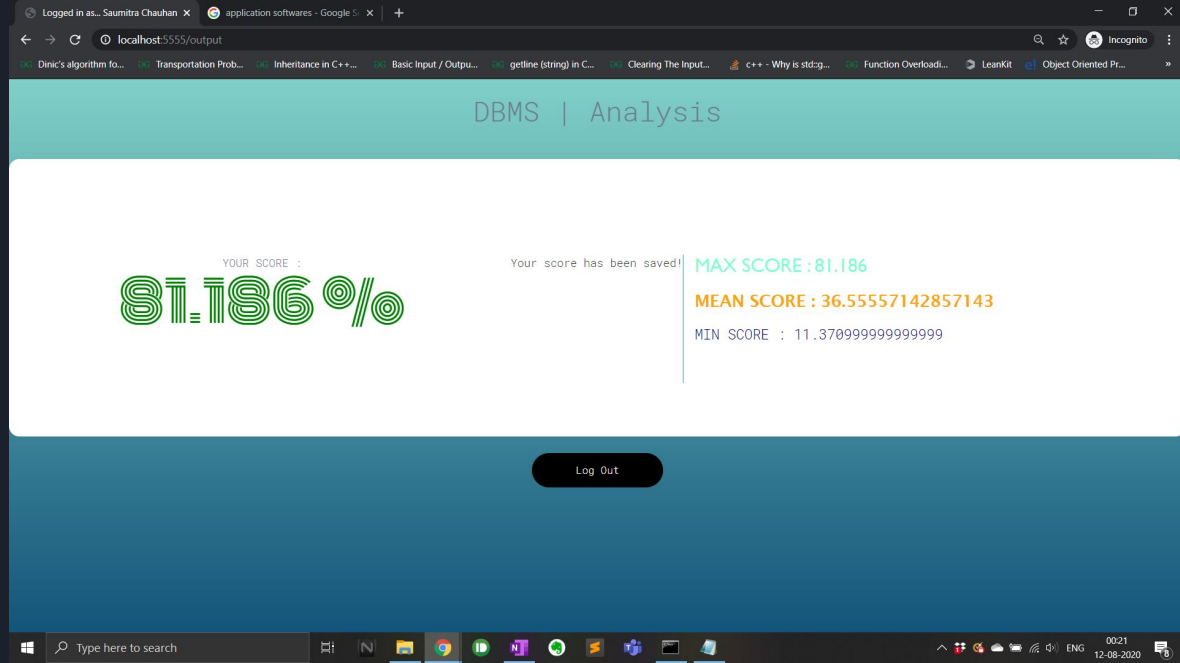 Logged in as... Saumitra Chauhan
application softwares - Google S
localhost:5555/output
Incognito
Dinic's algorithm fo...
Transportation Prob...
Inheritance in C++...
Basic Input / Outpu...
getline (string) in C...
Clearing The Input...
c++ - Why is std::g...
Function Overloadi...
LeanKit
Object Oriented Pr...
»
DBMS | Analysis
YOUR SCORE :
81.186 %
Your score has been saved!
MAX SCORE : 81.186
MEAN SCORE : 36.55557142857143
MIN SCORE : 11.370999999999999
Log Out
Type here to search
ENG
00:21
12-08-2020
8